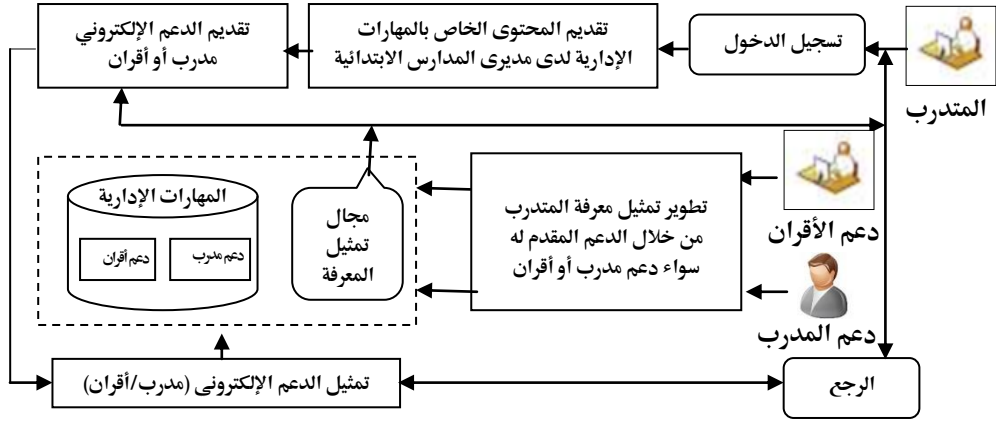 المتدرب
تسجيل الدخول
تقديم المحتوى الخاص بالمهارات
الإدارية لدى مديرى المدارس الابتدائية
تقديم الدعم الإلكتروني
مدرب أو أقران
دعم الأقران
دعم المدرب
تطوير تمثيل معرفة المتدرب
من خلال الدعم المقدم له
سواء دعم مدرب أو أقران
مجال
تمثيل
المعرفة
المهارات الإدارية
دعم مدرب
دعم أقران
الرجع
تمثيل الدعم الإلكترونى (مدرب/أقران)